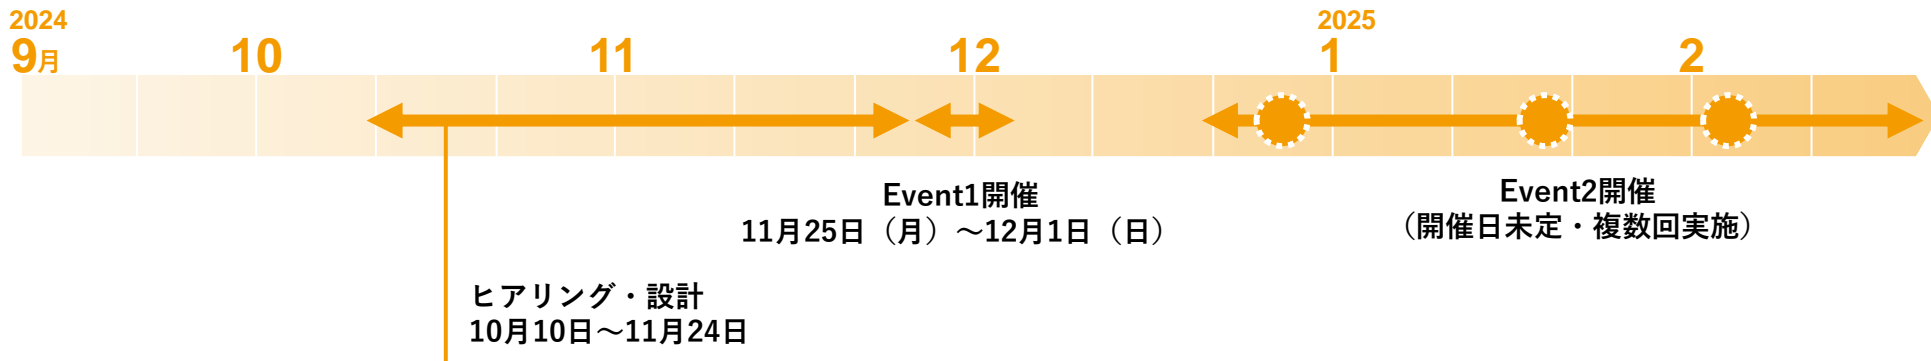 2024
9月
10
11
12
2025
1
2
Event1開催
11月25日（月）～12月1日（日）
Event2開催
（開催日未定・複数回実施）
ヒアリング・設計
10月10日～11月24日